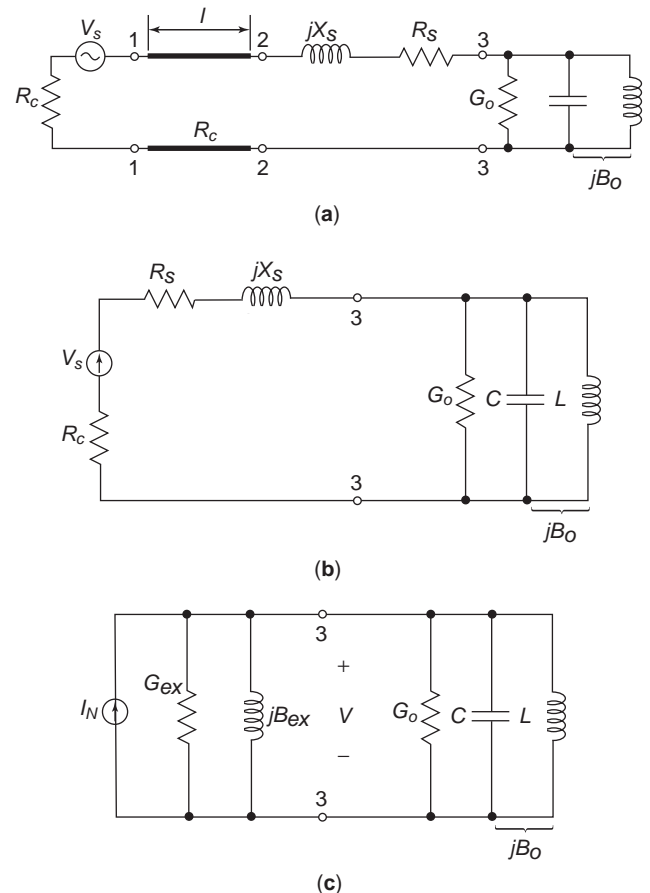 l
V_s
1
2
jX_s
R_s
3
R_c
G_o
R_c
1
2
3
jB_o
(a)
R_s
jX_s
3
V_s
G_o
C
L
R_c
3
jB_o
(b)
3
+
G_ex
I_N
jB_ex
V
G_o
C
L
–
3
jB_o
(c)